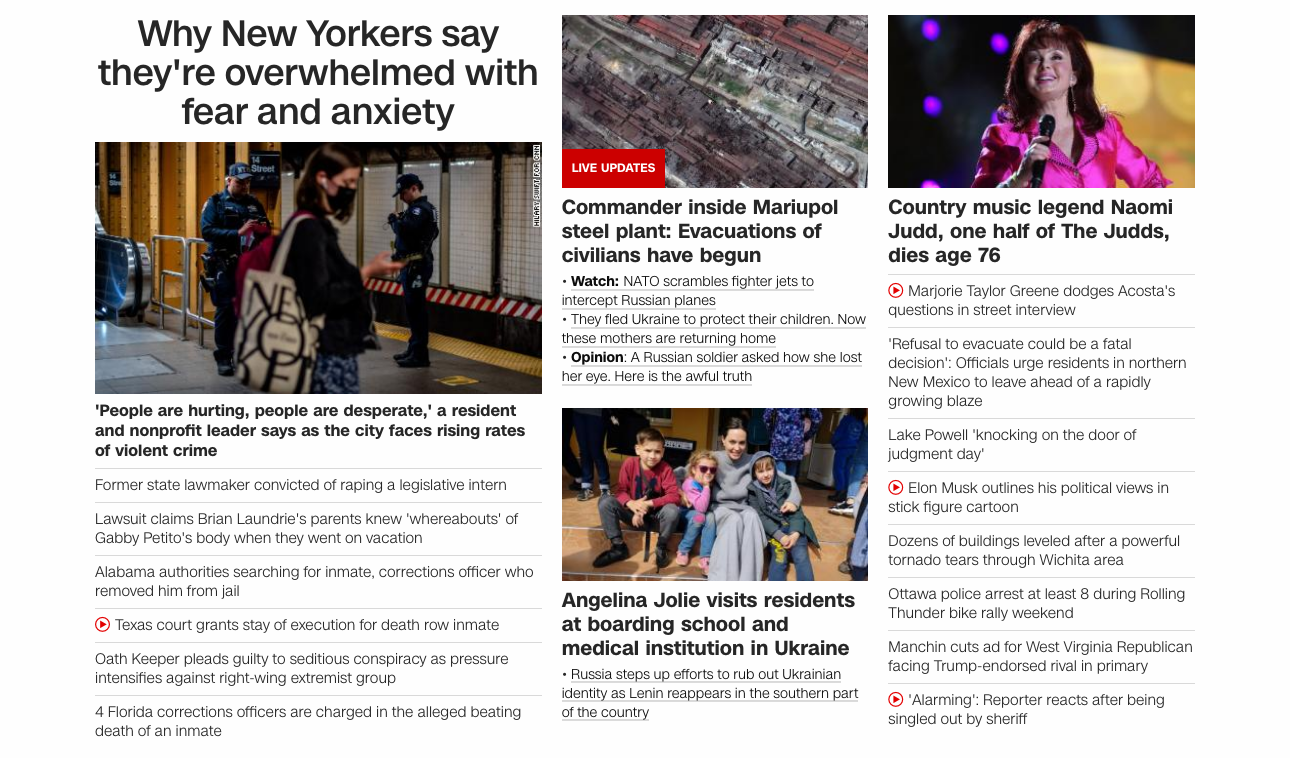 Why New Yorkers say
they're overwhelmed with
fear and anxiety
14
Street
14
HILARY SWIFT FOR CNN
'People are hurting, people are desperate,' a resident
and nonprofit leader says as the city faces rising rates
of violent crime
Former state lawmaker convicted of raping a legislative intern
Lawsuit claims Brian Laundrie's parents knew 'whereabouts' of
Gabby Petito's body when they went on vacation
Alabama authorities searching for inmate, corrections officer who
removed him from jail
Texas court grants stay of execution for death row inmate
Oath Keeper pleads guilty to seditious conspiracy as pressure
intensifies against right-wing extremist group
4 Florida corrections officers are charged in the alleged beating
death of an inmate
LIVE UPDATES
Commander inside Mariupol
steel plant: Evacuations of
civilians have begun
• Watch: NATO scrambles fighter jets to
intercept Russian planes
• They fled Ukraine to protect their children. Now
these mothers are returning home
• Opinion: A Russian soldier asked how she lost
her eye. Here is the awful truth
Angelina Jolie visits residents
at boarding school and
medical institution in Ukraine
• Russia steps up efforts to rub out Ukrainian
identity as Lenin reappears in the southern part
of the country
Country music legend Naomi
Judd, one half of The Judds,
dies age 76
Marjorie Taylor Greene dodges Acosta's
questions in street interview
'Refusal to evacuate could be a fatal
decision': Officials urge residents in northern
New Mexico to leave ahead of a rapidly
growing blaze
Lake Powell 'knocking on the door of
judgment day'
Elon Musk outlines his political views in
stick figure cartoon
Dozens of buildings leveled after a powerful
tornado tears through Wichita area
Ottawa police arrest at least 8 during Rolling
Thunder bike rally weekend
Manchin cuts ad for West Virginia Republican
facing Trump-endorsed rival in primary
'Alarming': Reporter reacts after being
singled out by sheriff